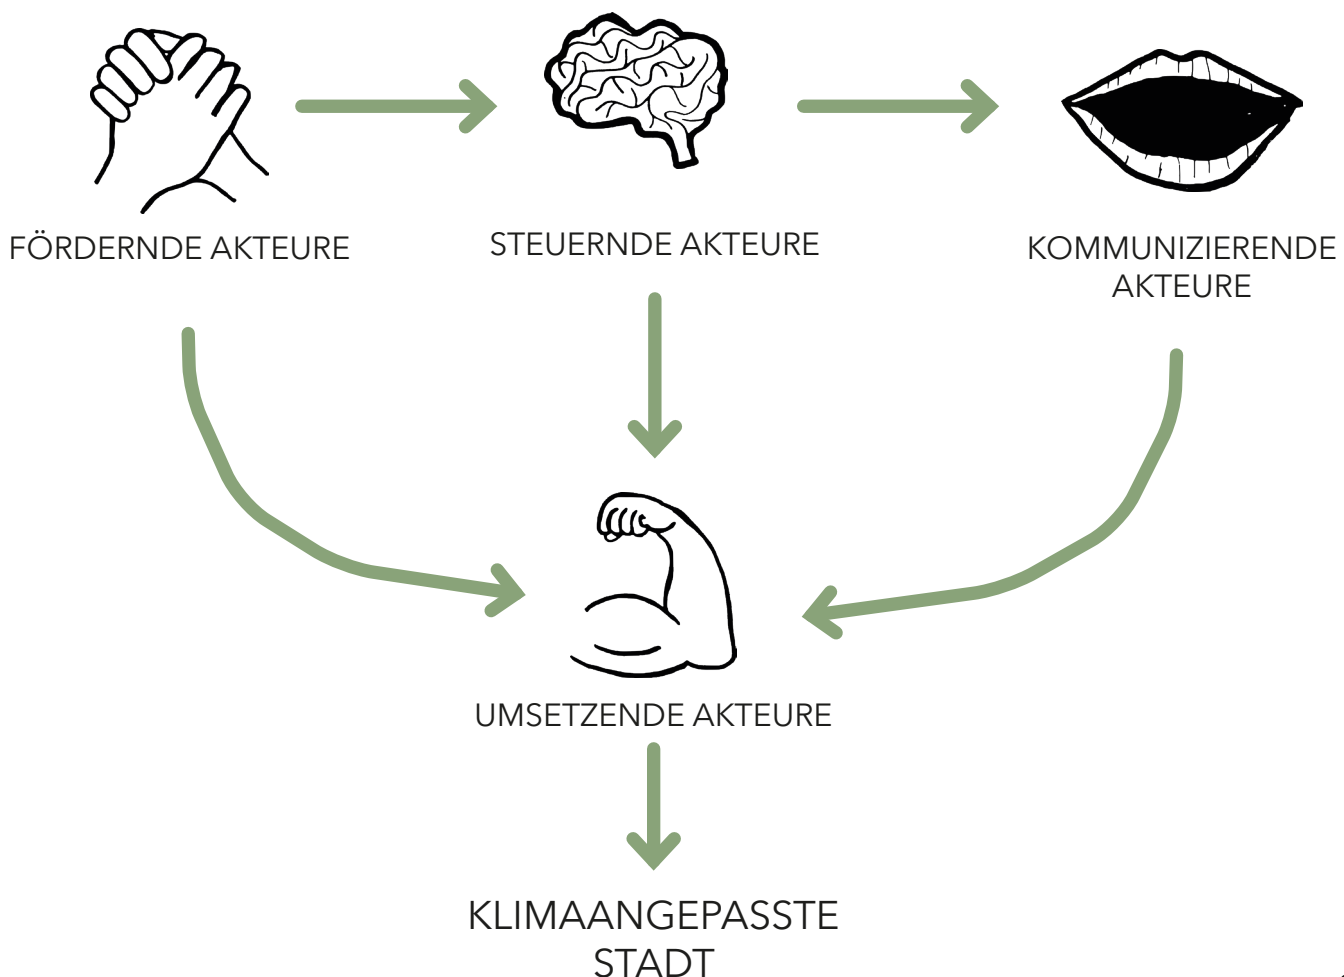 FÖRDERNDE AKTEURE
STEUERNDE AKTEURE
KOMMUNIZIERENDE
AKTEURE
UMSETZENDE AKTEURE
KLIMAANGEPASSTE
STADT